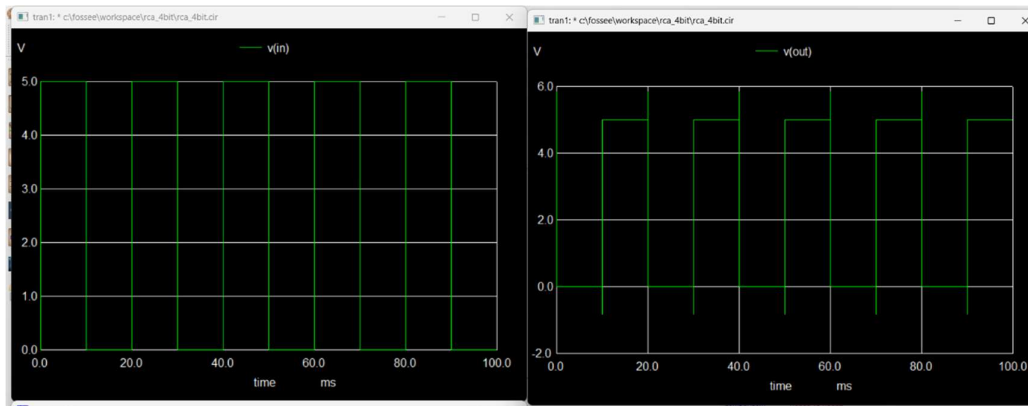 tran1: * c:\fossee\workspace\rca_4bit\rca_4bit.cir
V
v(in)
5.0
4.0
3.0
2.0
1.0
0.0
0.0 20.0 40.0 60.0 80.0 100.0
time ms
tran1: * c:\fossee\workspace\rca_4bit\rca_4bit.cir
V
v(out)
6.0
4.0
2.0
0.0
-2.0
0.0 20.0 40.0 60.0 80.0 100.0
time ms